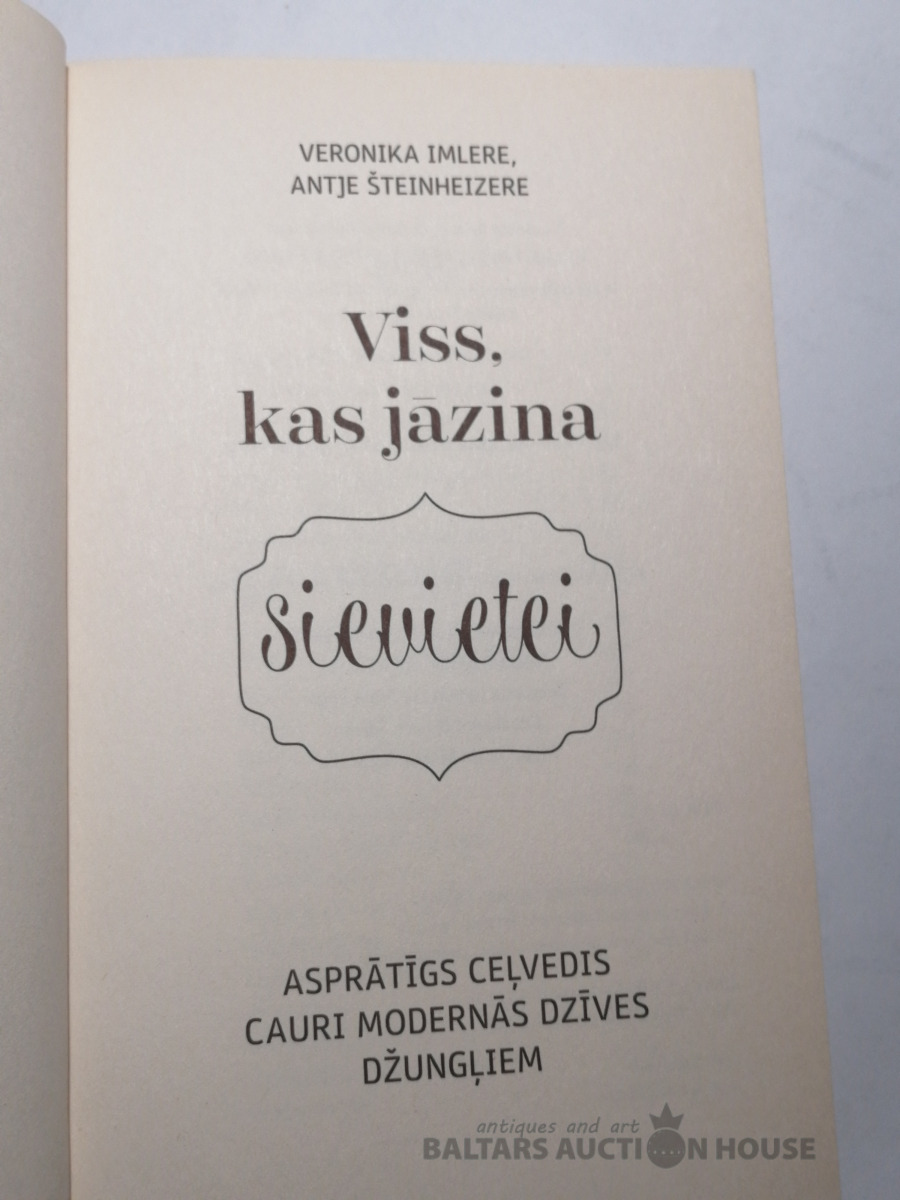 VERONIKA IMLERE,
ANTJE ŠTEINHEIZERE
Viss,
kas jāzina
sievietei
ASPRĀTĪGS CEĻVEDIS
CAURI MODERNĀS DZĪVES
DŽUNGĻIEM
antiques and art
BALTARS AUCTION HOUSE